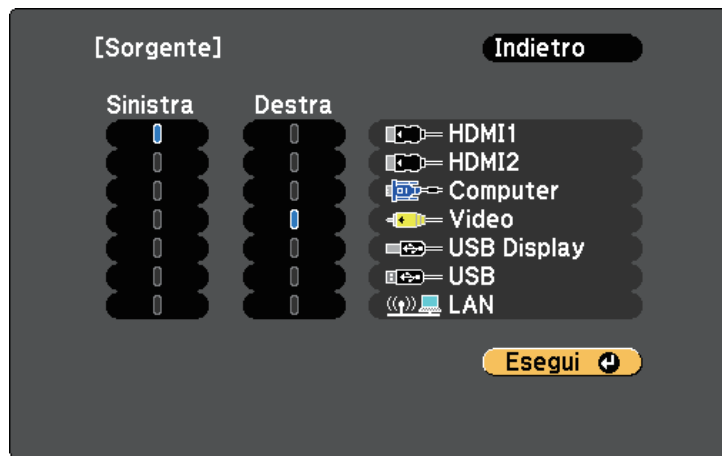 [Sorgente] Indietro
Sinistra Destra
HDMI1
HDMI2
Computer
Video
USB Display
USB
LAN
Esegui